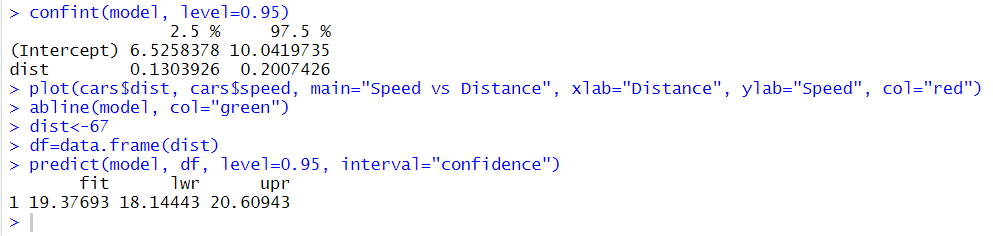 > confint(model, level=0.95)
2.5 % 97.5 %
(Intercept) 6.5258378 10.0419735
dist 0.1303926 0.2007426
> plot(cars$dist, cars$speed, main="Speed vs Distance", xlab="Distance", ylab="Speed", col="red")
> abline(model, col="green")
> dist<-67
> df=data.frame(dist)
> predict(model, df, level=0.95, interval="confidence")
fit lwr upr
1 19.37693 18.14443 20.60943
>